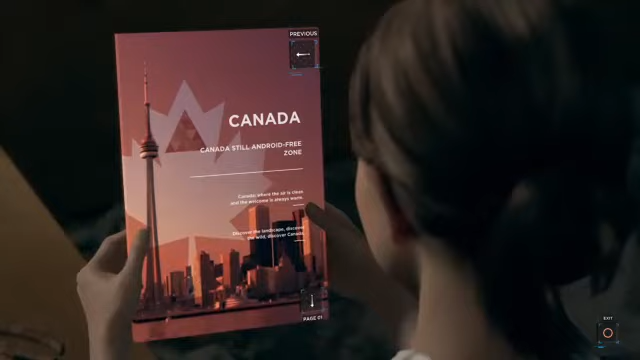 PREVIOUS
CANADA
CANADA STILL ANDROID-FREE
ZONE
Canada: where the air is clean
and the welcome is always warm.
Discover the landscape, discover
the wild, discover Canada
PAGE 01
EXIT